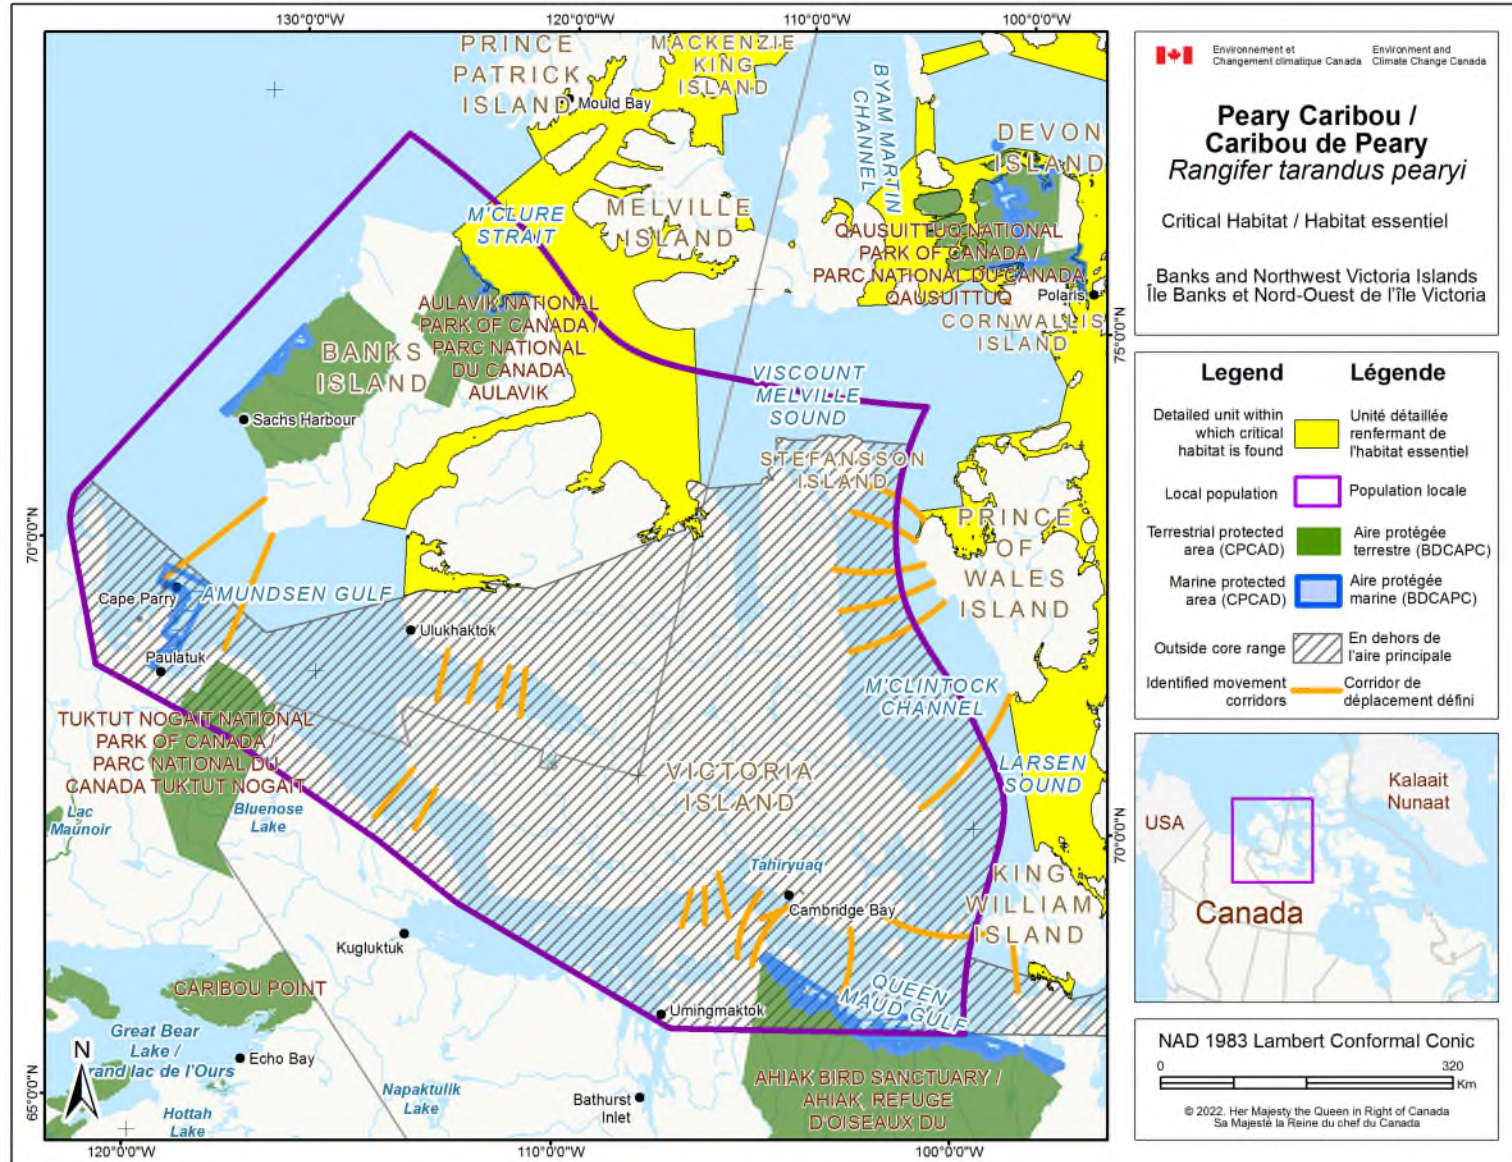 130°0'0"W
120°0'0"W
110°0'0"W
100°0'0"W
PRINCE
PATRICK
ISLAND
Mould Bay
MACKENZIE
KING
ISLAND
BYAM MARTIN
CHANNEL
DEVON
ISLAND
M'CLURE
STRAIT
MELVILLE
ISLAND
QAUSUITTUQ NATIONAL
PARK OF CANADA /
PARC NATIONAL DU CANADA
QAUSUITTUQ
Polaris
CORNWALLIS
ISLAND
75°0'0"N
AULAVIK NATIONAL
PARK OF CANADA /
PARC NATIONAL
DU CANADA
AULAVIK
BANKS
ISLAND
Sachs Harbour
VISCOUNT
MELVILLE
SOUND
STEFANSSON
ISLAND
70°0'0"N
PRINCE
OF
WALES
ISLAND
Cape Parry
AMUNDSEN GULF
Ulukhaktok
Paulatuk
M'CLINTOCK
CHANNEL
TUKTUT NOGAIT NATIONAL
PARK OF CANADA /
PARC NATIONAL DU
CANADA TUKTUT NOGAIT
VICTORIA
ISLAND
LARSEN
SOUND
Lac
Maunoir
Bluenose
Lake
70°0'0"N
Tahiryuaq
Cambridge Bay
KING
WILLIAM
ISLAND
Kugluktuk
CARIBOU POINT
QUEEN
MAUD GULF
Umingmaktok
Great Bear
Lake /
rand lac de l'Ours
Echo Bay
N
65°0'0"N
Hottah
Lake
Napaktulik
Lake
Bathurst
Inlet
AHIAK BIRD SANCTUARY /
AHIAK, REFUGE
D'OISEAUX DU
120°0'0"W
110°0'0"W
100°0'0"W
Environnement et
Changement climatique Canada
Environment and
Climate Change Canada
Peary Caribou /
Caribou de Peary
Rangifer tarandus pearyi
Critical Habitat / Habitat essentiel
Banks and Northwest Victoria Islands
Île Banks et Nord-Ouest de l'île Victoria
Legend
Légende
Detailed unit within
which critical
habitat is found
Unité détaillée
renfermant de
l'habitat essentiel
Local population
Population locale
Terrestrial protected
area (CPCAD)
Aire protégée
terrestre (BDCAPC)
Marine protected
area (CPCAD)
Aire protégée
marine (BDCAPC)
Outside core range
En dehors de
l'aire principale
Identified movement
corridors
Corridor de
déplacement défini
USA
Kalaait
Nunaat
Canada
NAD 1983 Lambert Conformal Conic
0
320
Km
© 2022. Her Majesty the Queen in Right of Canada
Sa Majesté la Reine du chef du Canada